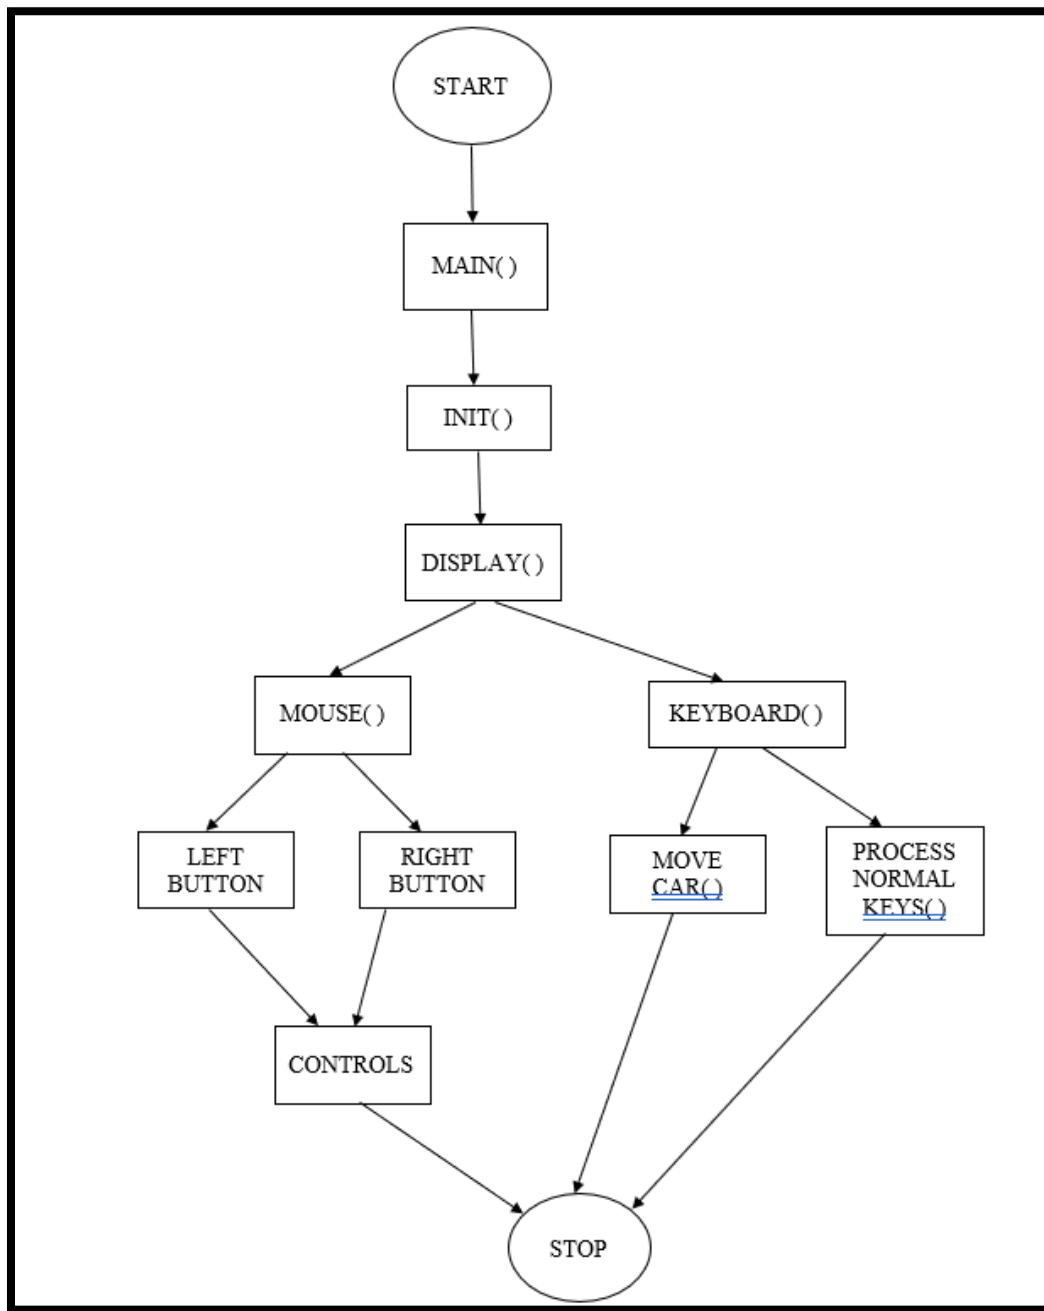 START
MAIN( )
INIT( )
DISPLAY( )
MOUSE( )
KEYBOARD( )
LEFT
BUTTON
RIGHT
BUTTON
MOVE
CAR( )
PROCESS
NORMAL
KEYS( )
CONTROLS
STOP